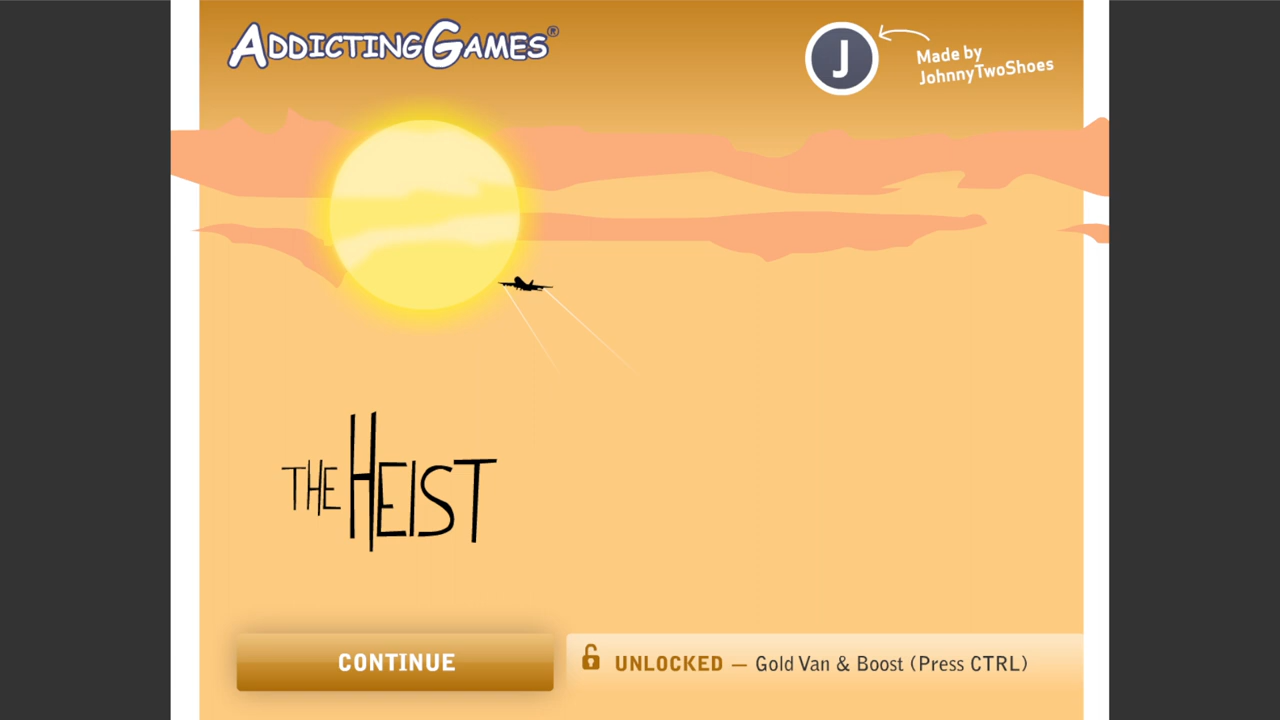 ADDICTINGGAMES®
J
Made by
JohnnyTwoShoes
THE HEIST
CONTINUE
UNLOCKED — Gold Van & Boost (Press CTRL)